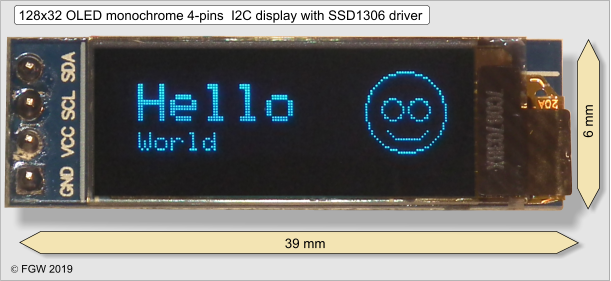 128x32 OLED monochrome 4-pins I2C display with SSD1306 driver
GND VCC SCL SDA
Hello
World
20A
6 mm
39 mm
© FGW 2019